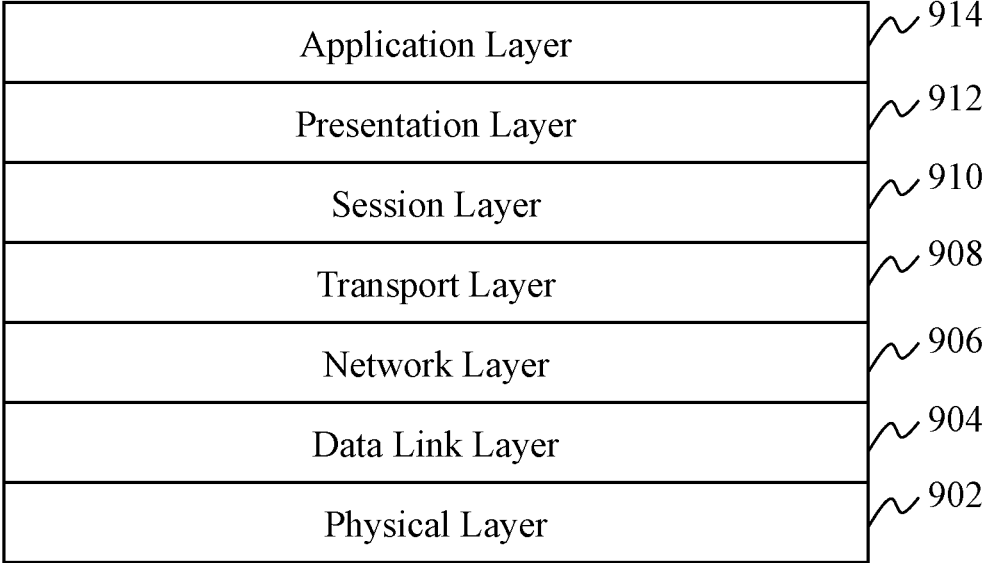 Application Layer 914
Presentation Layer 912
Session Layer 910
Transport Layer 908
Network Layer 906
Data Link Layer 904
Physical Layer 902